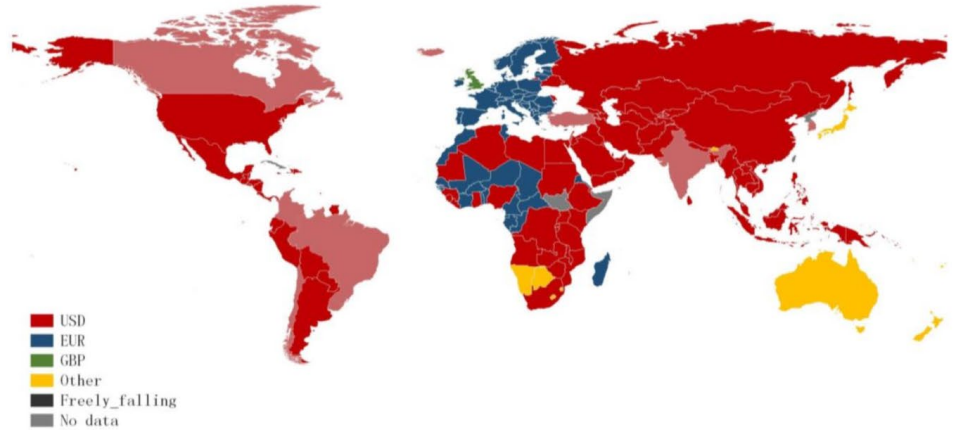 USD
EUR
GBP
Other
Freely_falling
No data